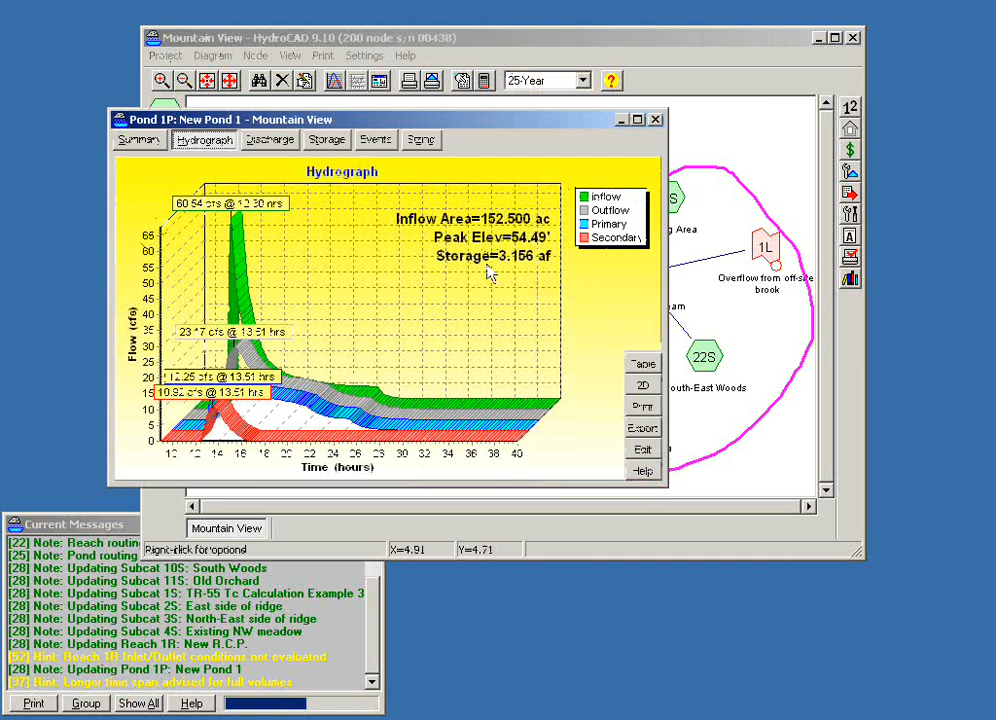 Mountain View - HydroCAD 9.10 (200 node s/n 00438)
Project Diagram Node View Print Settings Help
25-Year
Pond 1P: New Pond 1 - Mountain View
Summary Hydrograph Discharge Storage Events Sizing
Hydrograph
60.54 cfs @ 12.30 hrs
Inflow Area=152.500 ac
Peak Elev=54.49'
Storage=3.156 af
Inflow
Outflow
Primary
Secondary
65
60
55
50
45
40
35
30
25
20
15
10
5
0
Flow (cfs)
23.17 cfs @ 13.51 hrs
12.25 cfs @ 13.51 hrs
10.92 cfs @ 13.51 hrs
10 12 14 16 18 20 22 24 26 28 30 32 34 36 38 40
Time (hours)
Table
2D
Print
Export
Exit
Help
S
g Area
1L
Overflow from off-site
brook
eam
22S
outh-East Woods
12
$
A
Mountain View
Right-click for options
X=4.91
Y=4.71
Current Messages
[22] Note: Reach routin
[25] Note: Pond routing
[28] Note: Updating Subcat 10S: South Woods
[28] Note: Updating Subcat 11S: Old Orchard
[28] Note: Updating Subcat 1S: TR-55 Tc Calculation Example 3
[28] Note: Updating Subcat 2S: East side of ridge
[28] Note: Updating Subcat 3S: North-East side of ridge
[28] Note: Updating Subcat 4S: Existing NW meadow
[28] Note: Updating Reach 1R: New R.C.P.
[52] Hint: Reach 1R Inlet/Outlet conditions not evaluated
[28] Note: Updating Pond 1P: New Pond 1
[37] Hint: Longer time span advised for full volumes
Print Group Show All Help